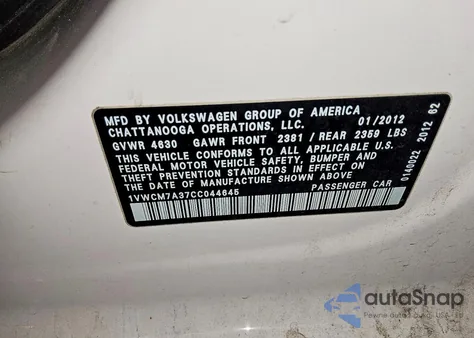 MFD BY VOLKSWAGEN GROUP OF AMERICA
CHATTANOOGA OPERATIONS, LLC. 01/2012
GVWR 4630 GAWR FRONT 2381 / REAR 2359 LBS
THIS VEHICLE CONFORMS TO ALL APPLICABLE U.S.
FEDERAL MOTOR VEHICLE SAFETY, BUMPER AND
THEFT PREVENTION STANDARDS IN EFFECT ON THE
DATE OF MANUFACTURE SHOWN ABOVE
1VWCM7A37CC044645 PASSENGER CAR
0140022 2012 62
autoSnap